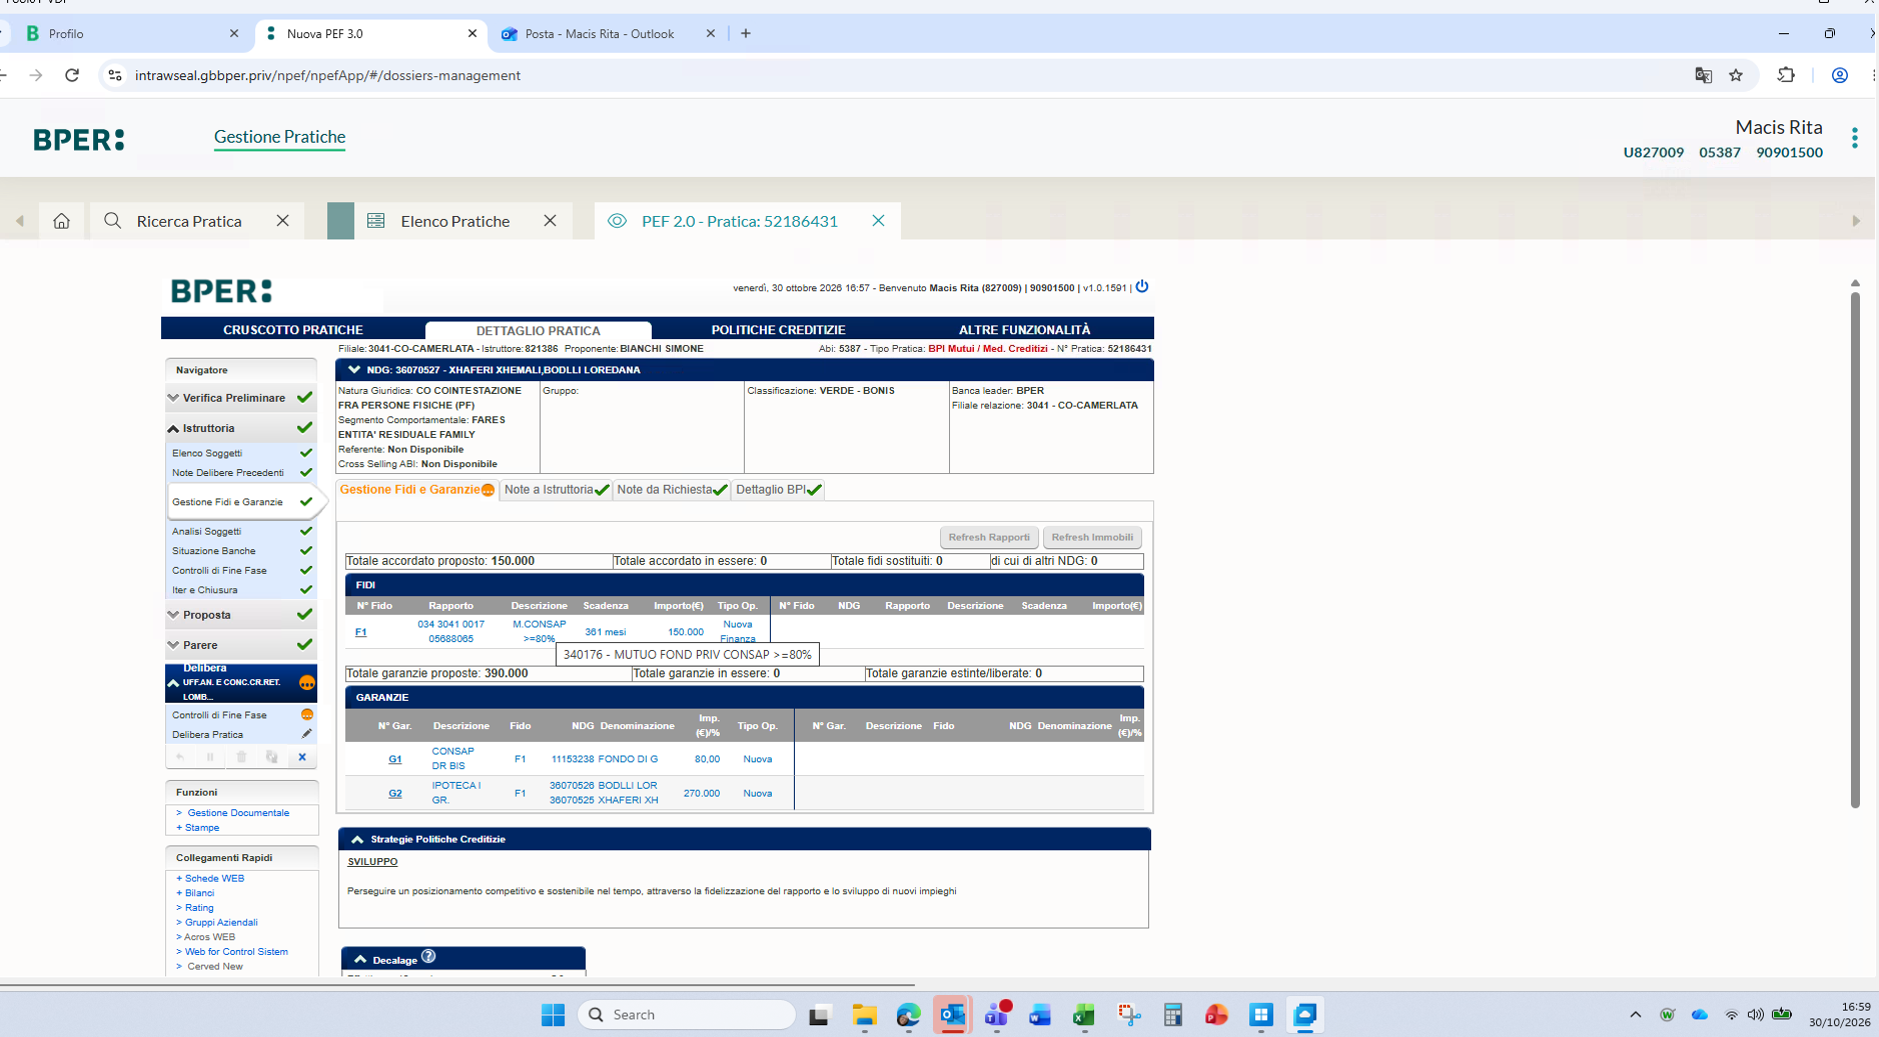 Profilo
Nuova PEF 3.0
Posta - Macis Rita - Outlook
intrawseal.gbbper.priv/npef/npefApp/#/dossiers-management
BPER:
Gestione Pratiche
Macis Rita
U827009 05387 90901500
Ricerca Pratica
Elenco Pratiche
PEF 2.0 - Pratica: 52186431
BPER:
venerdì, 30 ottobre 2026 16:57 - Benvenuto Macis Rita (827009) | 90901500 | v1.0.1591 |
CRUSCOTTO PRATICHE
DETTAGLIO PRATICA
POLITICHE CREDITIZIE
ALTRE FUNZIONALITÀ
Filiale: 3041-CO-CAMERLATA - Istruttore: 821386 Proponente: BIANCHI SIMONE
Abi: 5387 - Tipo Pratica: BPI Mutui / Med. Creditizi - N° Pratica: 52186431
Navigatore
Verifica Preliminare
Istruttoria
Elenco Soggetti
Note Delibere Precedenti
Gestione Fidi e Garanzie
Analisi Soggetti
Situazione Banche
Controlli di Fine Fase
Iter e Chiusura
Proposta
Parere
Delibera
UFF.AN. E CONC.CR.RET.
LOMB...
Controlli di Fine Fase
Delibera Pratica
Funzioni
> Gestione Documentale
+ Stampe
Collegamenti Rapidi
+ Schede WEB
+ Bilanci
> Rating
> Gruppi Aziendali
> Acros WEB
> Web for Control Sistem
> Cerved New
NDG: 36070527 - XHAFERI XHEMALI,BODLLI LOREDANA
Natura Giuridica: CO COINTESTAZIONE
FRA PERSONE FISICHE (PF)
Segmento Comportamentale: FARES
ENTITA' RESIDUALE FAMILY
Referente: Non Disponibile
Cross Selling ABI: Non Disponibile
Gruppo:
Classificazione: VERDE - BONIS
Banca leader: BPER
Filiale relazione: 3041 - CO-CAMERLATA
Gestione Fidi e Garanzie
Note a Istruttoria
Note da Richiesta
Dettaglio BPI
Refresh Rapporti
Refresh Immobili
Totale accordato proposto: 150.000
Totale accordato in essere: 0
Totale fidi sostituiti: 0
di cui di altri NDG: 0
FIDI
N° Fido Rapporto Descrizione Scadenza Importo(€) Tipo Op. N° Fido NDG Rapporto Descrizione Scadenza Importo(€)
F1 034 3041 0017 05688065 M.CONSAP >=80% 361 mesi 150.000 Nuova Finanza
340176 - MUTUO FOND PRIV CONSAP >=80%
Totale garanzie proposte: 390.000
Totale garanzie in essere: 0
Totale garanzie estinte/liberate: 0
GARANZIE
N° Gar. Descrizione Fido NDG Denominazione Imp. (€)/% Tipo Op. N° Gar. Descrizione Fido NDG Denominazione Imp. (€)/%
G1 CONSAP DR BIS F1 11153238 FONDO DI G 80,00 Nuova
G2 IPOTECA I GR. F1 36070526 BODLLI LOR 36070525 XHAFERI XH 270.000 Nuova
Strategie Politiche Creditizie
SVILUPPO
Perseguire un posizionamento competitivo e sostenibile nel tempo, attraverso la fidelizzazione del rapporto e lo sviluppo di nuovi impieghi
Decalage
Search
16:59
30/10/2026